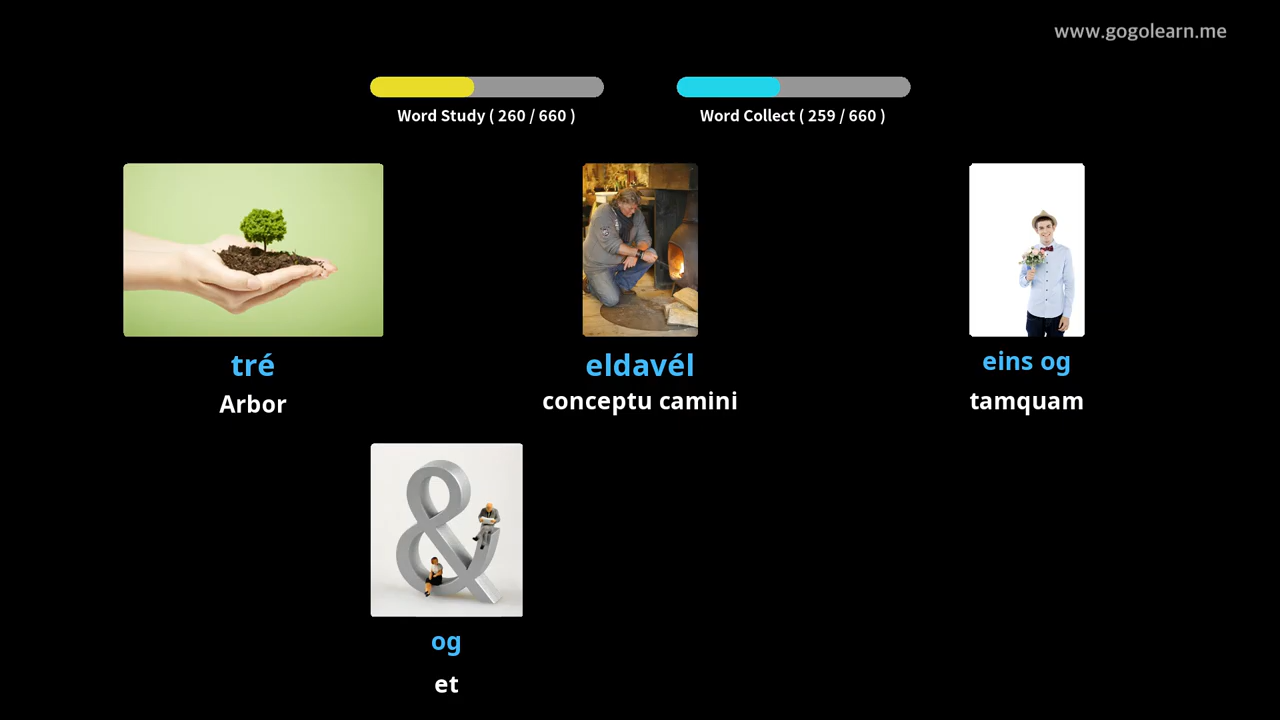 www.gogolearn.me
Word Study ( 260 / 660 )
Word Collect ( 259 / 660 )
tré
Arbor
eldavél
conceptu camini
eins og
tamquam
&
og
et